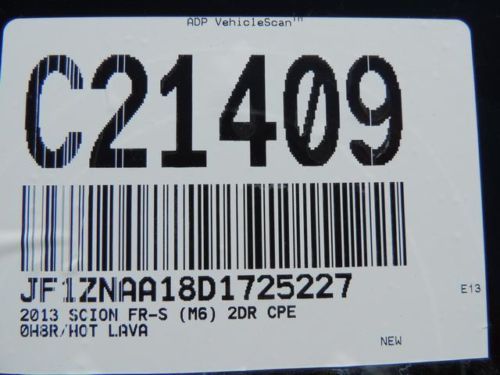 ADP VehicleScan™
C21409
JF1ZNAA18D1725227
E13
2013 SCION FR-S (M6) 2DR CPE
0H8R/HOT LAVA
NEW